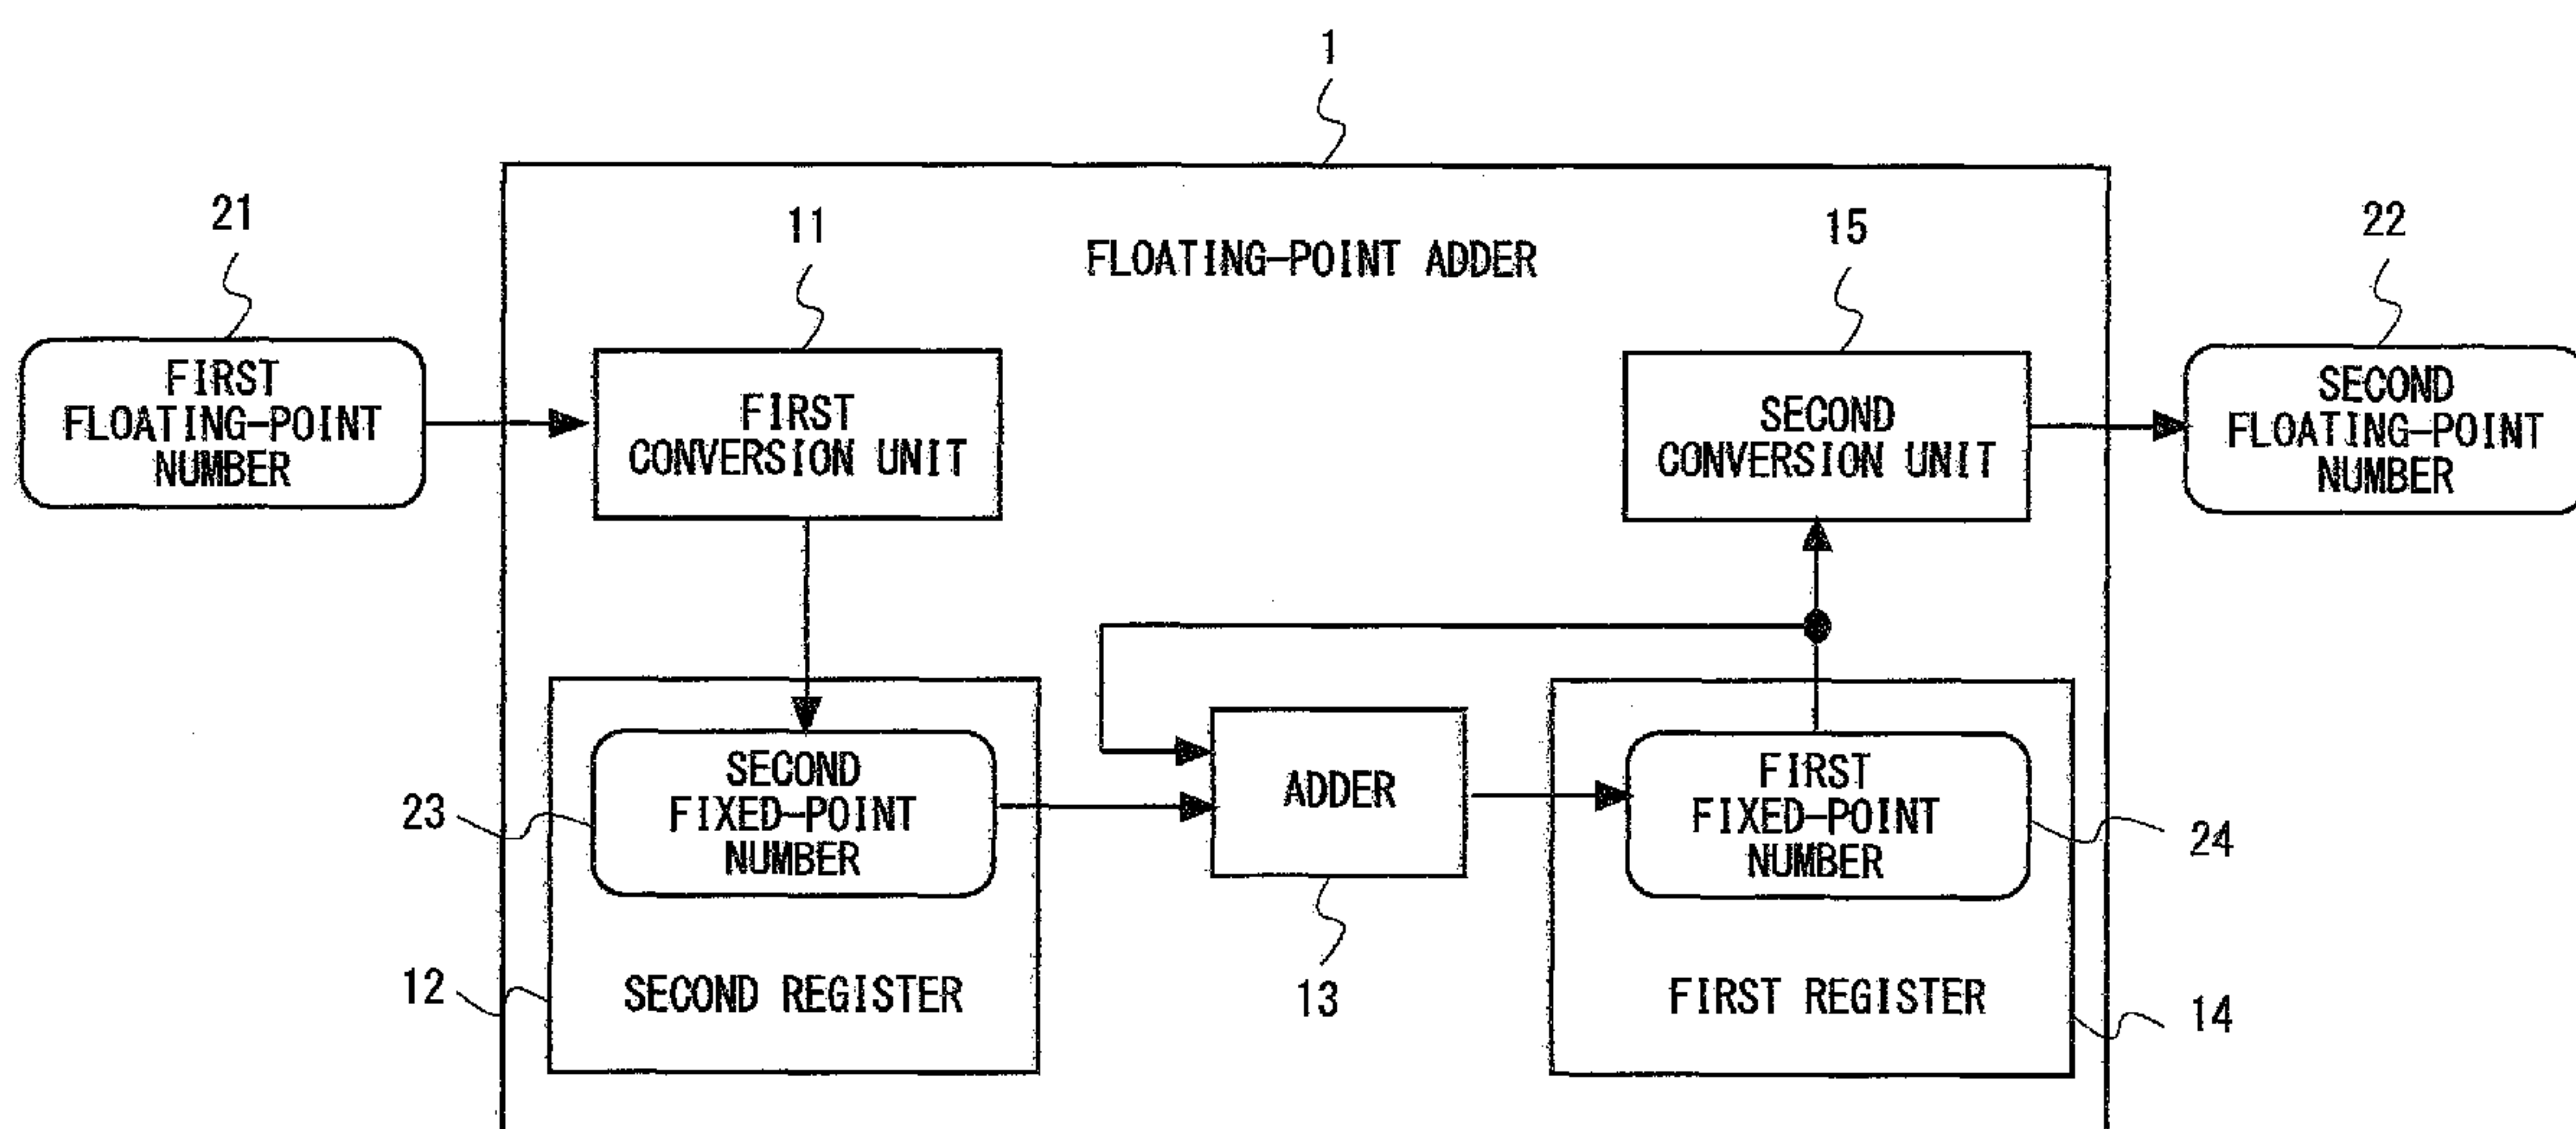 1
21
11
FLOATING-POINT ADDER
15
22
FIRST
FLOATING-POINT
NUMBER
FIRST
CONVERSION UNIT
SECOND
CONVERSION UNIT
SECOND
FLOATING-POINT
NUMBER
23
SECOND
FIXED-POINT
NUMBER
ADDER
FIRST
FIXED-POINT
NUMBER
24
12
SECOND REGISTER
13
FIRST REGISTER
14